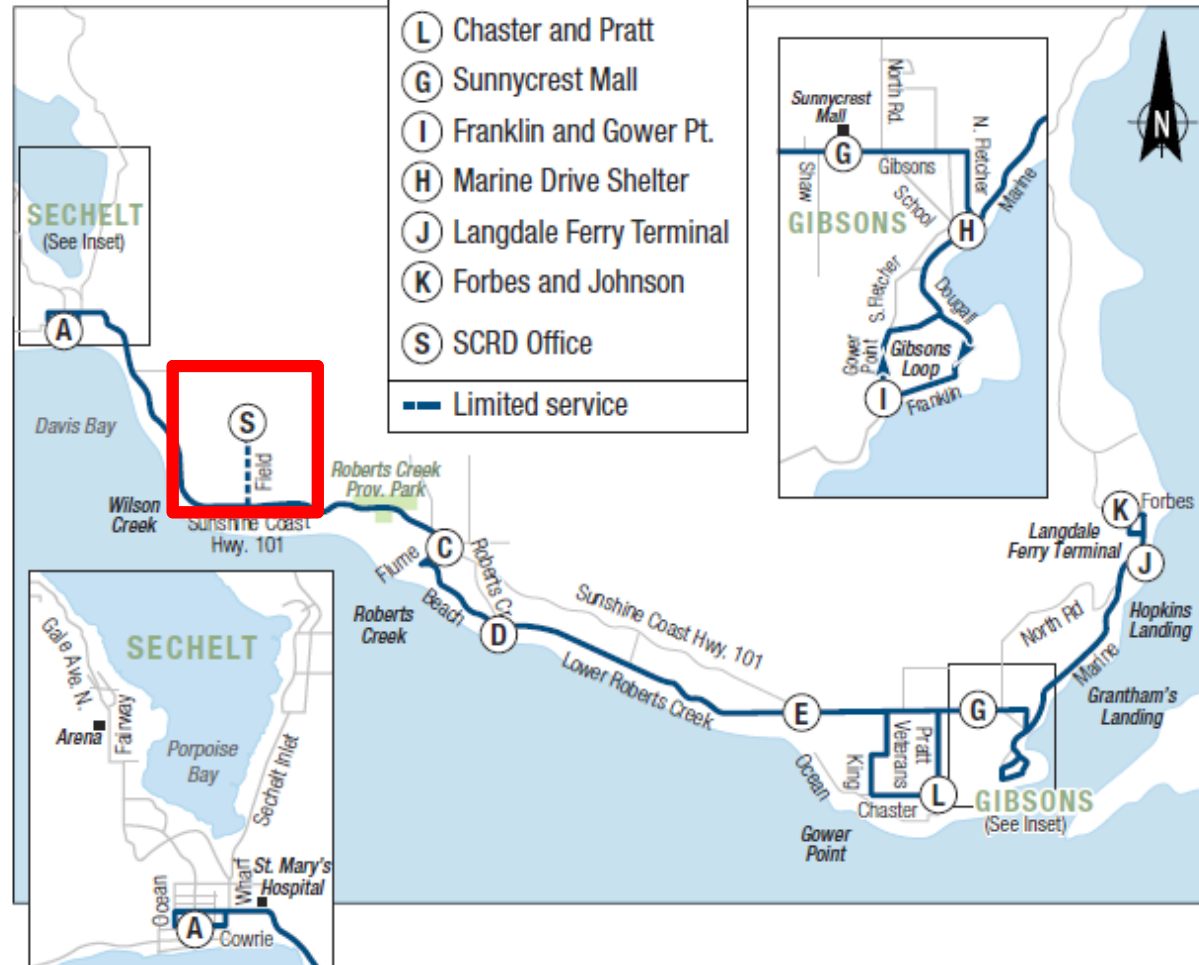 L Chaster and Pratt
G Sunnycrest Mall
I Franklin and Gower Pt.
H Marine Drive Shelter
J Langdale Ferry Terminal
K Forbes and Johnson
S SCRD Office
Limited service
Sunnycrest
Mall
G
North Rd.
N. Fletcher
Gibsons
Shaw
School
Marine
GIBSONS
H
S. Fletcher
Dougall
Gower
Point
Gibsons
Loop
I
Franklin
N
SECHELT
(See Inset)
A
Davis Bay
S
Field
Wilson
Creek
Sunshine Coast
Hwy. 101
Roberts Creek
Prov. Park
C
Flume
Beach
Roberts Cr.
Roberts
Creek
D
Sunshine Coast Hwy. 101
Lower Roberts Creek
E
Ocean
King
Veterans
Pratt
Chaster
L
Gower
Point
G
GIBSONS
(See Inset)
North Rd
Marine
Grantham's
Landing
Hopkins
Landing
K
Forbes
Langdale
Ferry Terminal
J
Gale Ave. N.
SECHELT
Arena
Fairway
Porpoise
Bay
Sechelt Inlet
Ocean
Wharf
St. Mary's
Hospital
A
Cowrie